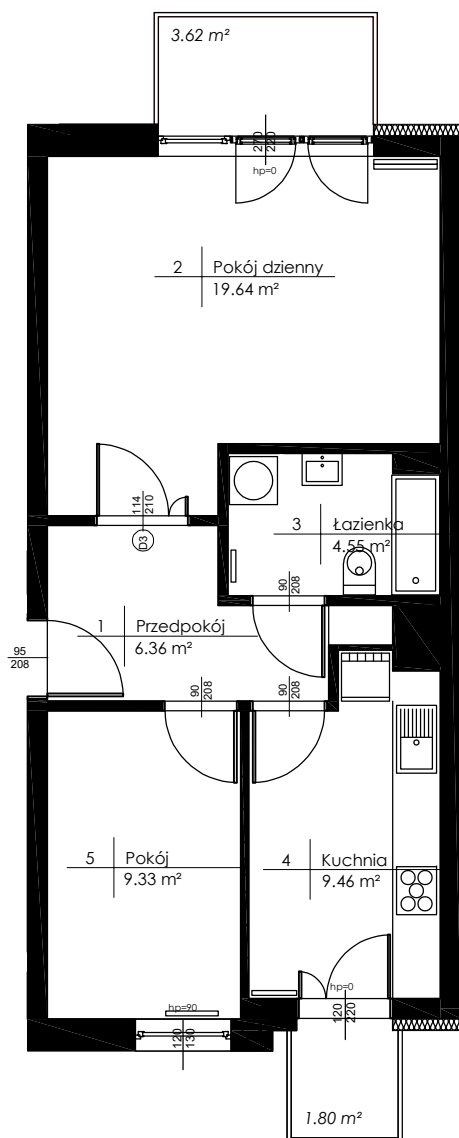 3.62 m²
270
220
hp=0
2 Pokój dzienny
19.64 m²
114
210
D3
3 Łazienka
4.55 m²
90
208
1 Przedpokój
6.36 m²
95
208
90
208
90
208
5 Pokój
9.33 m²
4 Kuchnia
9.46 m²
hp=90
120
130
hp=0
120
220
1.80 m²